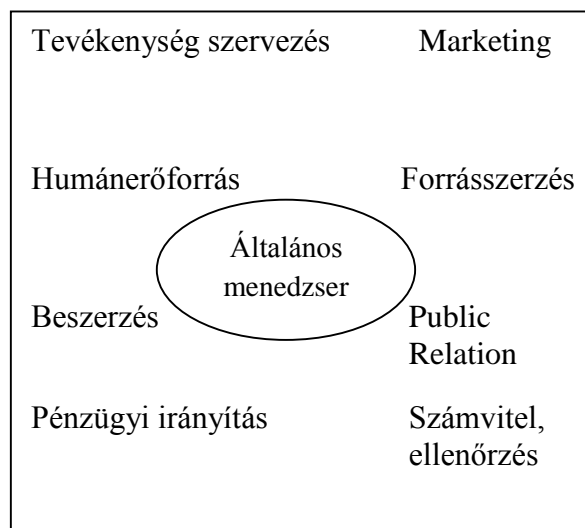 Tevékenység szervezés Marketing
Humánerőforrás Forrásszerzés
Általános
menedzser
Beszerzés Public
Relation
Pénzügyi irányítás Számvitel,
ellenőrzés